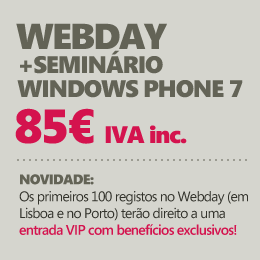 WEBDAY
+SEMINÁRIO
WINDOWS PHONE 7
85€ IVA inc.
NOVIDADE:
Os primeiros 100 registos no Webday (em
Lisboa e no Porto) terão direito a uma
entrada VIP com benefícios exclusivos!